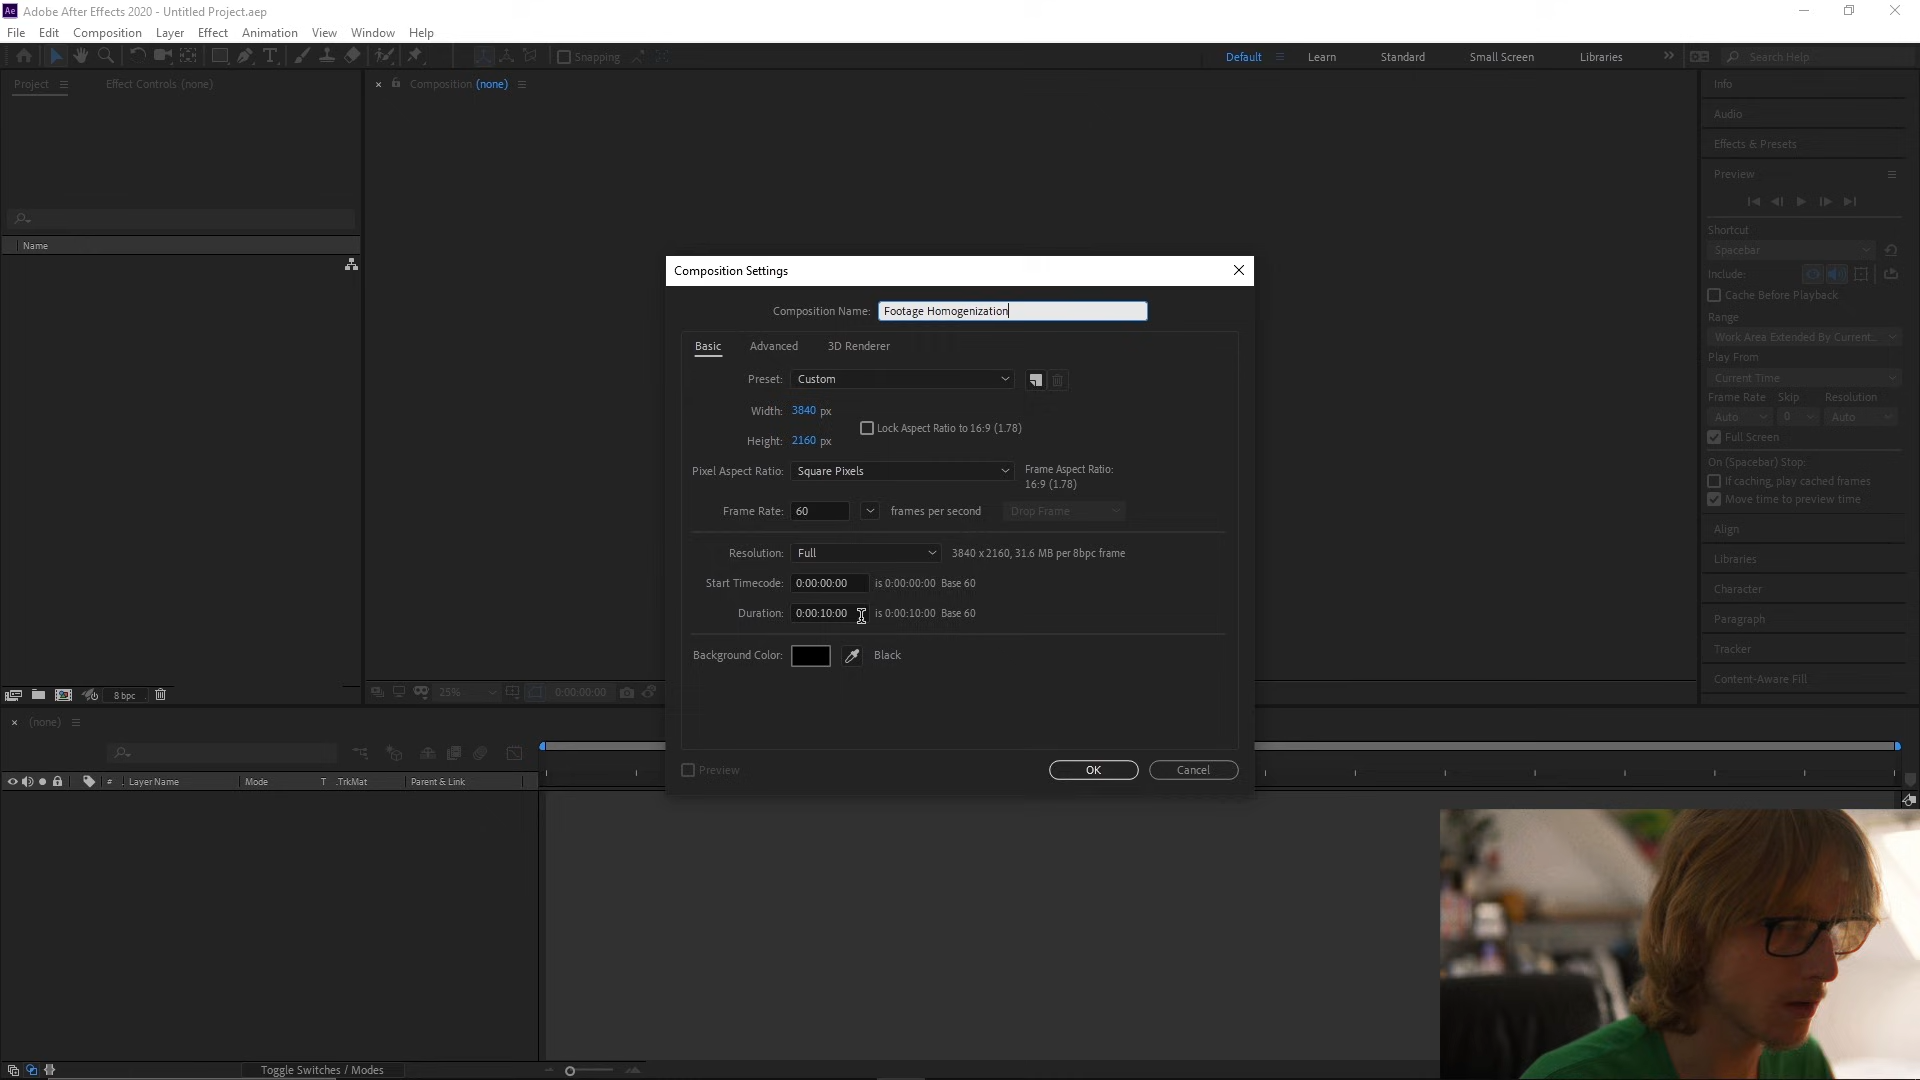 Ae Adobe After Effects 2020 - Untitled Project.aep
File Edit Composition Layer Effect Animation View Window Help
Snapping Default Learn Standard Small Screen Libraries Search Help
Project Effect Controls (none) Composition (none)
Name
25% 0:00:00:00
8 bpc
Info
Audio
Effects & Presets
Preview
Shortcut
Spacebar
Include:
Cache Before Playback
Range
Work Area Extended By Current...
Play From
Current Time
Frame Rate Skip Resolution
Auto 0 Auto
Full Screen
On (Spacebar) Stop:
If caching, play cached frames
Move time to preview time
Align
Libraries
Character
Paragraph
Tracker
Content-Aware Fill
Composition Settings
Composition Name: Footage Homogenization
Basic Advanced 3D Renderer
Preset: Custom
Width: 3840 px
Lock Aspect Ratio to 16:9 (1.78)
Height: 2160 px
Pixel Aspect Ratio: Square Pixels Frame Aspect Ratio:
16:9 (1.78)
Frame Rate: 60 frames per second Drop Frame
Resolution: Full 3840 x 2160, 31.6 MB per 8bpc frame
Start Timecode: 0:00:00:00 is 0:00:00:00 Base 60
Duration: 0:00:10:00 is 0:00:10:00 Base 60
Background Color: Black
Preview OK Cancel
(none)
# Layer Name Mode T .TrkMat Parent & Link
Toggle Switches / Modes